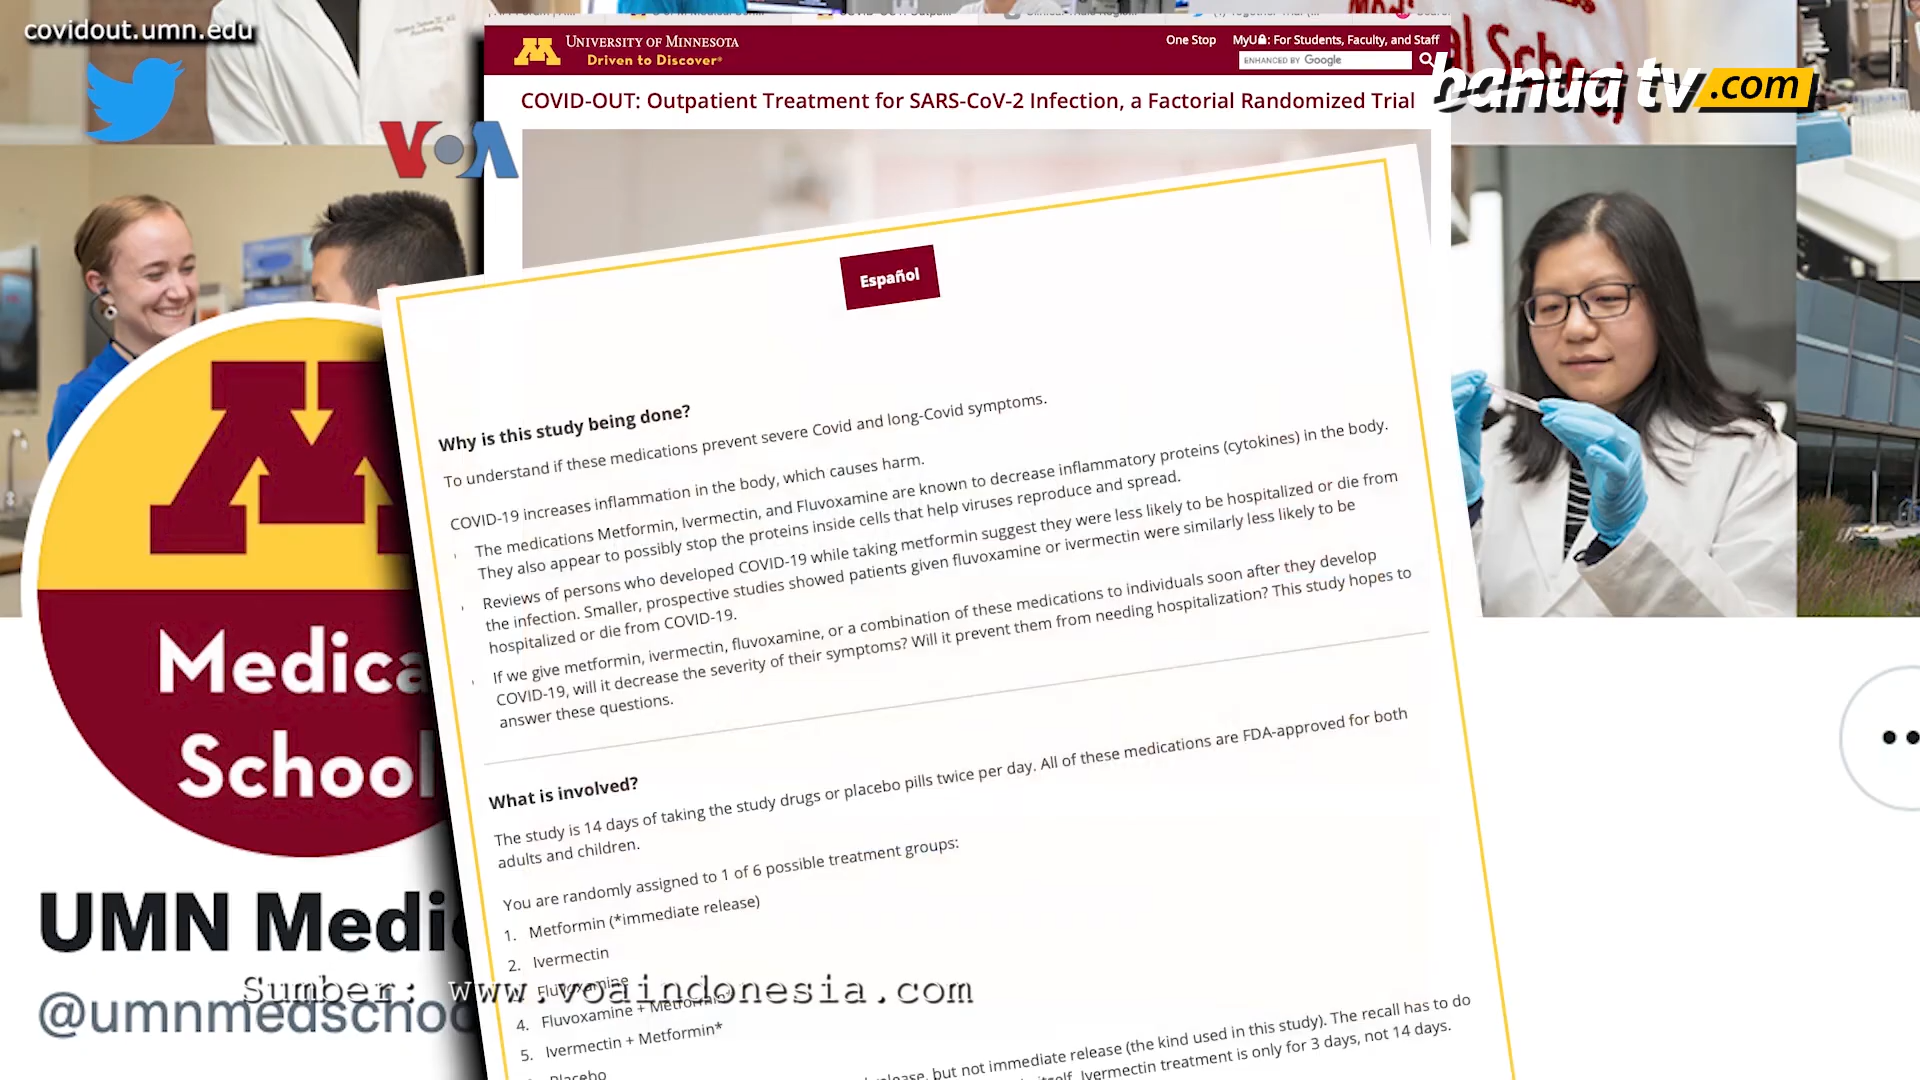 covidout.umn.edu
UNIVERSITY OF MINNESOTA
Driven to Discover®
One Stop
MyU: For Students, Faculty, and Staff
ENHANCED BY Google
COVID-OUT: Outpatient Treatment for SARS-CoV-2 Infection, a Factorial Randomized Trial
banua tv.com
VOA
Español
Why is this study being done?
To understand if these medications prevent severe Covid and long-Covid symptoms.
COVID-19 increases inflammation in the body, which causes harm.
The medications Metformin, Ivermectin, and Fluvoxamine are known to decrease inflammatory proteins (cytokines) in the body.
They also appear to possibly stop the proteins inside cells that help viruses reproduce and spread.
Reviews of persons who developed COVID-19 while taking metformin suggest they were less likely to be hospitalized or die from
the infection. Smaller, prospective studies showed patients given fluvoxamine or ivermectin were similarly less likely to be
hospitalized or die from COVID-19.
If we give metformin, ivermectin, fluvoxamine, or a combination of these medications to individuals soon after they develop
COVID-19, will it decrease the severity of their symptoms? Will it prevent them from needing hospitalization? This study hopes to
answer these questions.
What is involved?
The study is 14 days of taking the study drugs or placebo pills twice per day. All of these medications are FDA-approved for both
adults and children.
You are randomly assigned to 1 of 6 possible treatment groups:
1. Metformin (*immediate release)
2. Ivermectin
Fluvoxamine
4. Fluvoxamine + Metformin*
5. Ivermectin + Metformin*
Placebo
release, but not immediate release (the kind used in this study). The recall has to do
itself. Ivermectin treatment is only for 3 days, not 14 days.
Medica
School
UMN Medic
@umnmedschoo
Sumber: www.voaindonesia.com